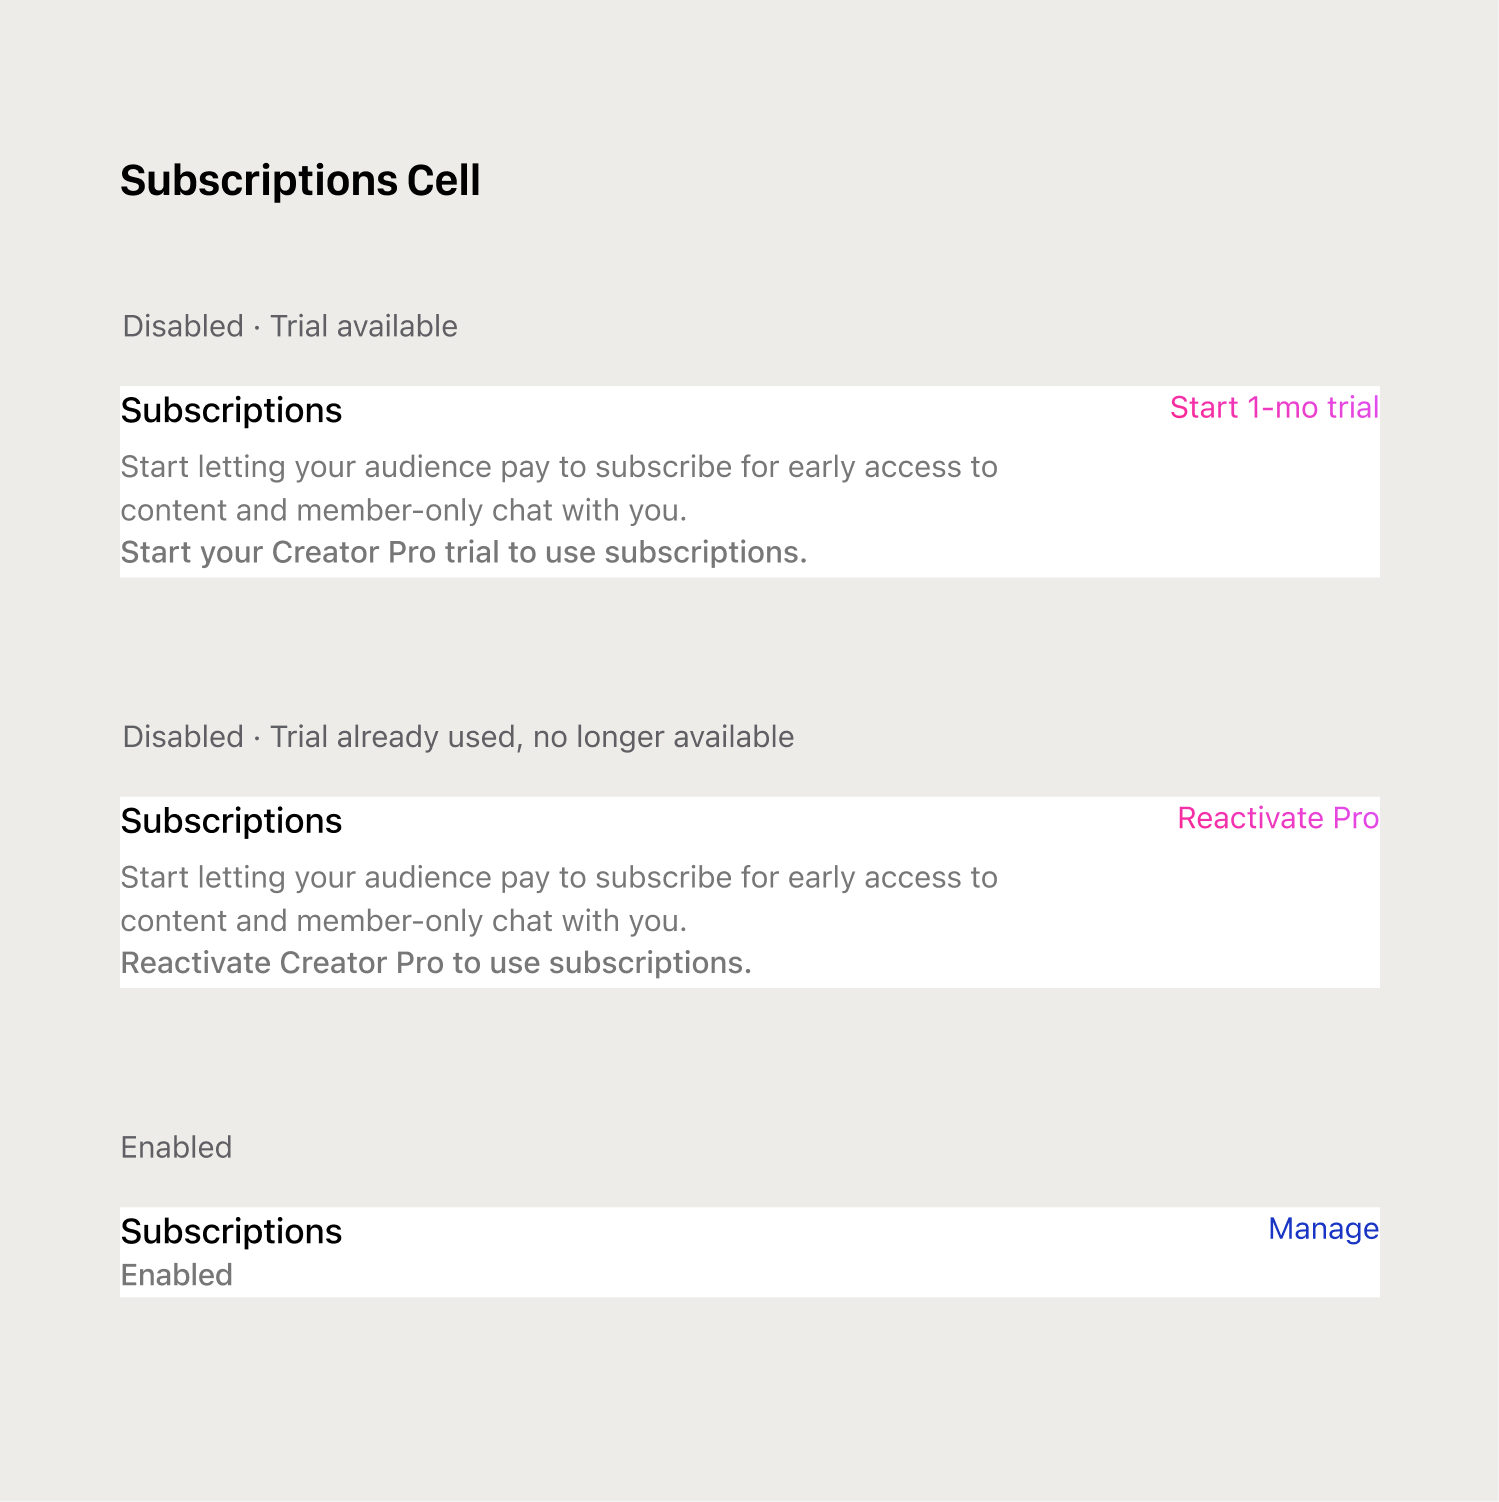 Subscriptions Cell
Disabled · Trial available
Subscriptions
Start 1-mo trial
Start letting your audience pay to subscribe for early access to
content and member-only chat with you.
Start your Creator Pro trial to use subscriptions.
Disabled · Trial already used, no longer available
Subscriptions
Reactivate Pro
Start letting your audience pay to subscribe for early access to
content and member-only chat with you.
Reactivate Creator Pro to use subscriptions.
Enabled
Subscriptions
Manage
Enabled